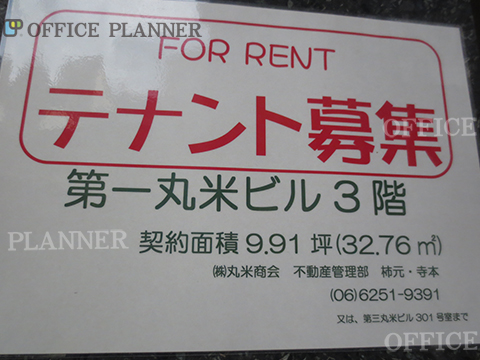 OFFICE PLANNER
FOR RENT
テナント募集
OFFICE
第一丸米ビル3階
PLANNER
契約面積 9.91 坪(32.76 ㎡)
㈱丸米商会 不動産管理部 柿元・寺本
(06)6251-9391
又は、第三丸米ビル301号室まで
OFFICE